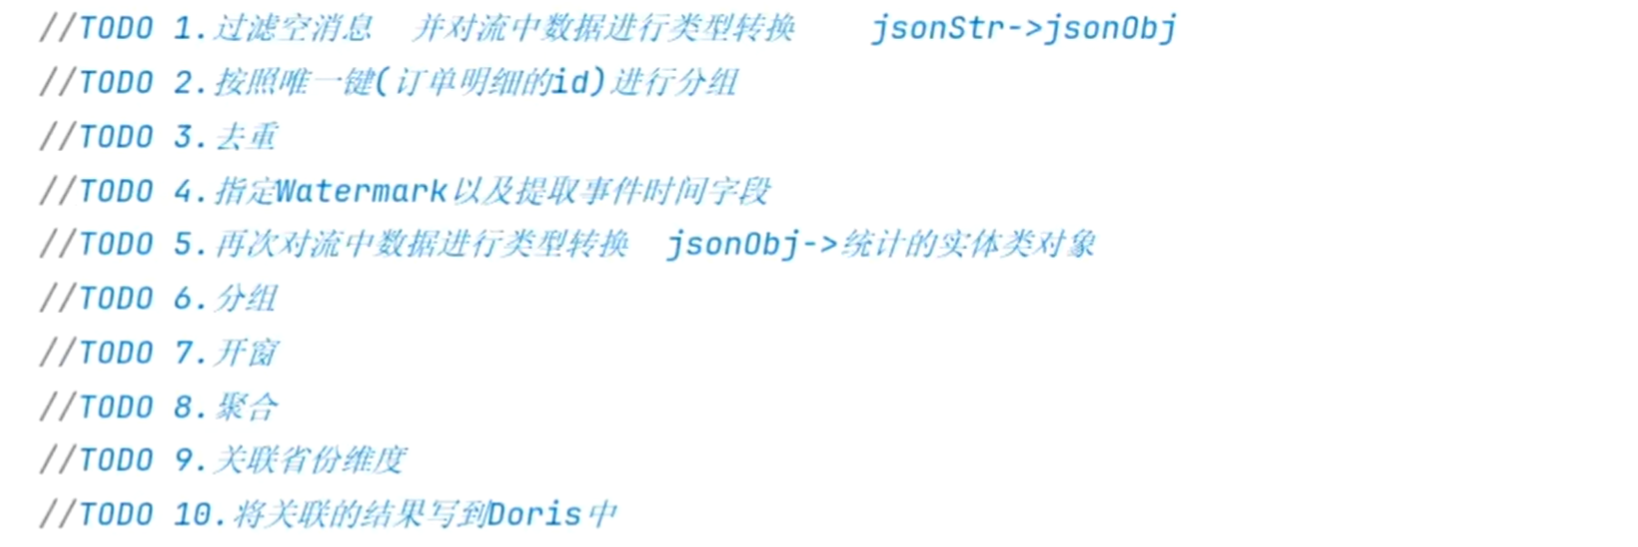 //TODO 1.过滤空消息  并对流中数据进行类型转换    jsonStr->jsonObj
//TODO 2.按照唯一键(订单明细的id)进行分组
//TODO 3.去重
//TODO 4.指定Watermark以及提取事件时间字段
//TODO 5.再次对流中数据进行类型转换  jsonObj->统计的实体类对象
//TODO 6.分组
//TODO 7.开窗
//TODO 8.聚合
//TODO 9.关联省份维度
//TODO 10.将关联的结果写到Doris中